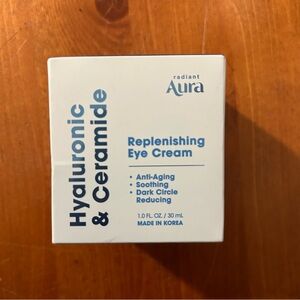 radiant
Aura
Hyaluronic
& Ceramide
Replenishing
Eye Cream
• Anti-Aging
• Soothing
• Dark Circle
Reducing
1.0 FL. OZ. / 30 mL
MADE IN KOREA